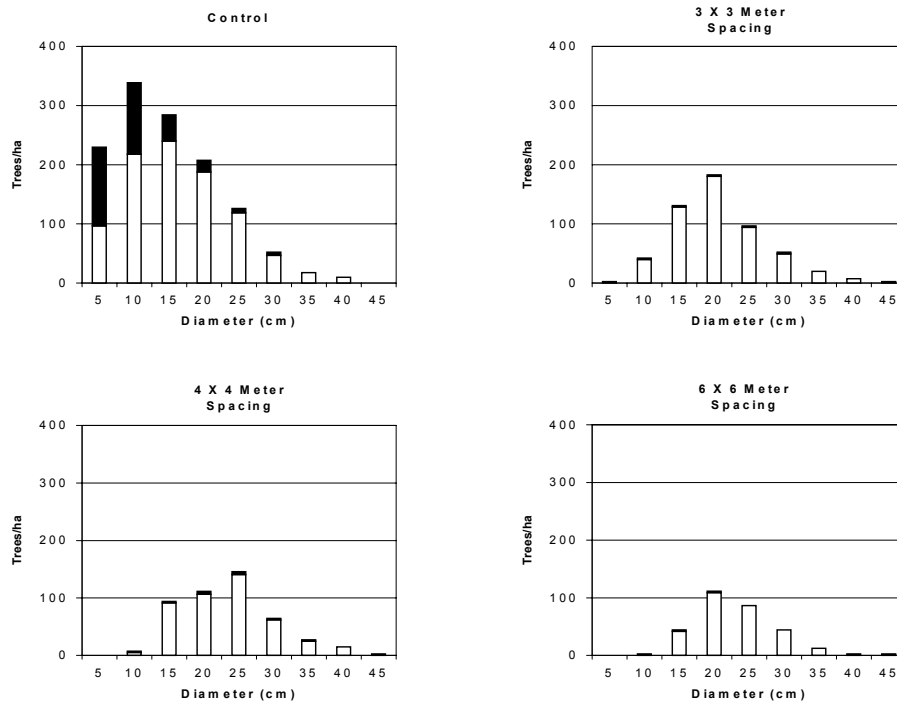 Control
400
300
200
100
0
Trees/ha
5 10 15 20 25 30 35 40 45
Diameter (cm)
3 X 3 Meter
Spacing
400
300
200
100
0
Trees/ha
5 10 15 20 25 30 35 40 45
Diameter (cm)
4 X 4 Meter
Spacing
400
300
200
100
0
Trees/ha
5 10 15 20 25 30 35 40 45
Diameter (cm)
6 X 6 Meter
Spacing
400
300
200
100
0
Trees/ha
5 10 15 20 25 30 35 40 45
Diameter (cm)